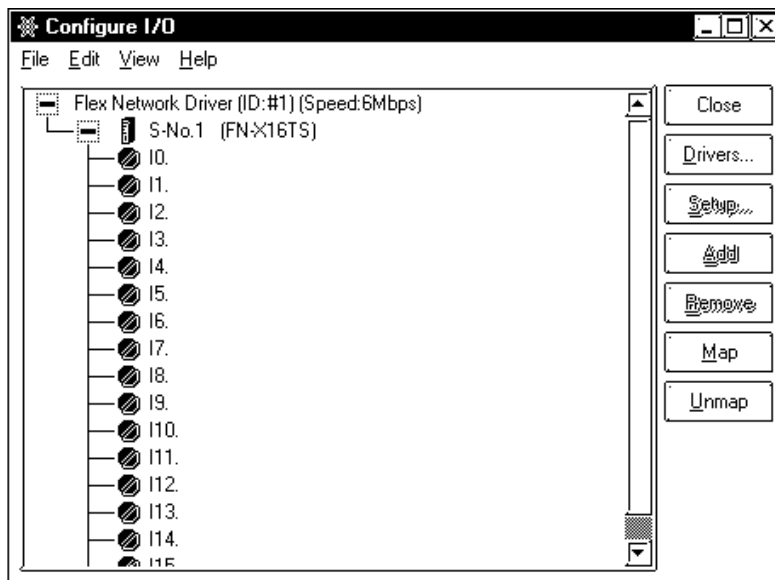 Configure I/O
File Edit View Help
Flex Network Driver (ID:#1) (Speed:6Mbps)
S-No.1 (FN-X16TS)
I0.
I1.
I2.
I3.
I4.
I5.
I6.
I7.
I8.
I9.
I10.
I11.
I12.
I13.
I14.
Close
Drivers...
Setup...
Add
Remove
Map
Unmap